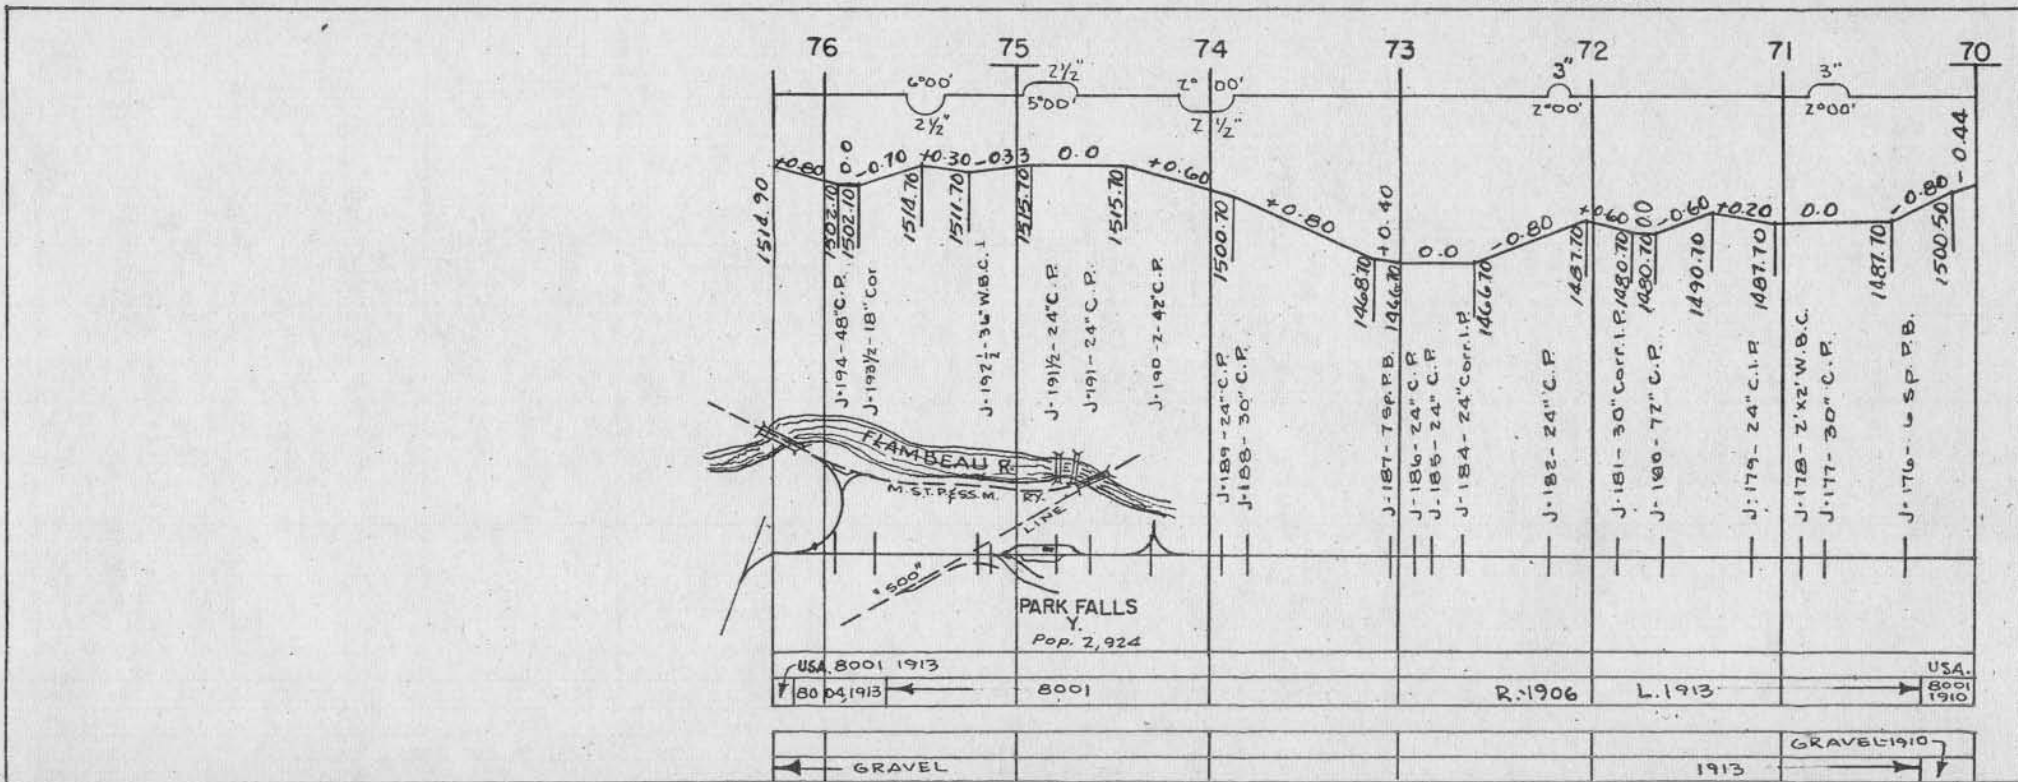 76 75 74 73 72 71 70
6°00' 2½" 2° 00' 3" 3"
2½" 5°00' 2 ½" 2°00' 2°00'
+0.80 0.0 -0.70 +0.30 -0.33 0.0 +0.60 +0.80 +0.40 0.0 -0.80 +0.60 0.0 -0.60 +0.20 0.0 -0.80 -0.44
1514.90 1502.10 1502.10 1514.70 1511.70 1515.70 1515.70 1500.70 1468.70 1466.70 1466.70 1487.70 1480.70 1480.70 1490.70 1487.70 1487.70 1500.50
J-194-48"C.P.
J-193½-18" Cor
J-192½-36" W.B.C.
J-191½-24" C.P.
J-191-24" C.P.
J-190-2-42" C.P.
J-189-24" C.P.
J-188-30" C.P.
J-187-7 Sp. P.B.
J-186-24" C.P.
J-185-24" C.P.
J-184-24" Corr. I.P.
J-182-24" C.P.
J-181-30" Corr. I.P.
J-180-72" C.P.
J-179-24" C.I.P.
J-178-2'x2' W.B.C.
J-177-30" C.P.
J-176-6 Sp. P.B.
FLAMBEAU R.
M.ST.P.&S.S.M. RY.
"SOO" LINE
PARK FALLS
Y.
Pop. 2,924
USA. 8001 1913 USA.
8004, 1913 8001 R.-1906 L.1913 8001
1910
GRAVEL-1910
GRAVEL 1913